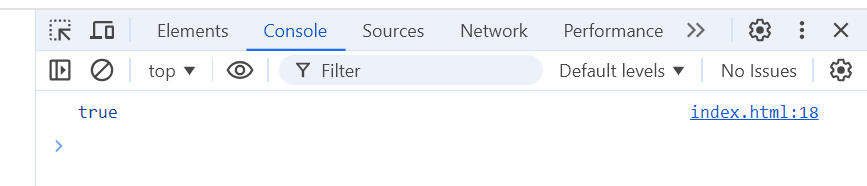 Elements Console Sources Network Performance
top Filter Default levels No Issues
true index.html:18